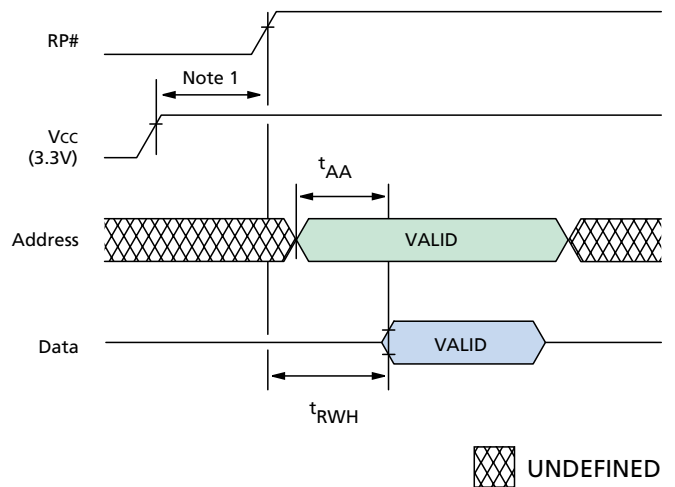 RP#
Note 1
VCC
(3.3V)
tAA
Address
VALID
Data
VALID
tRWH
UNDEFINED